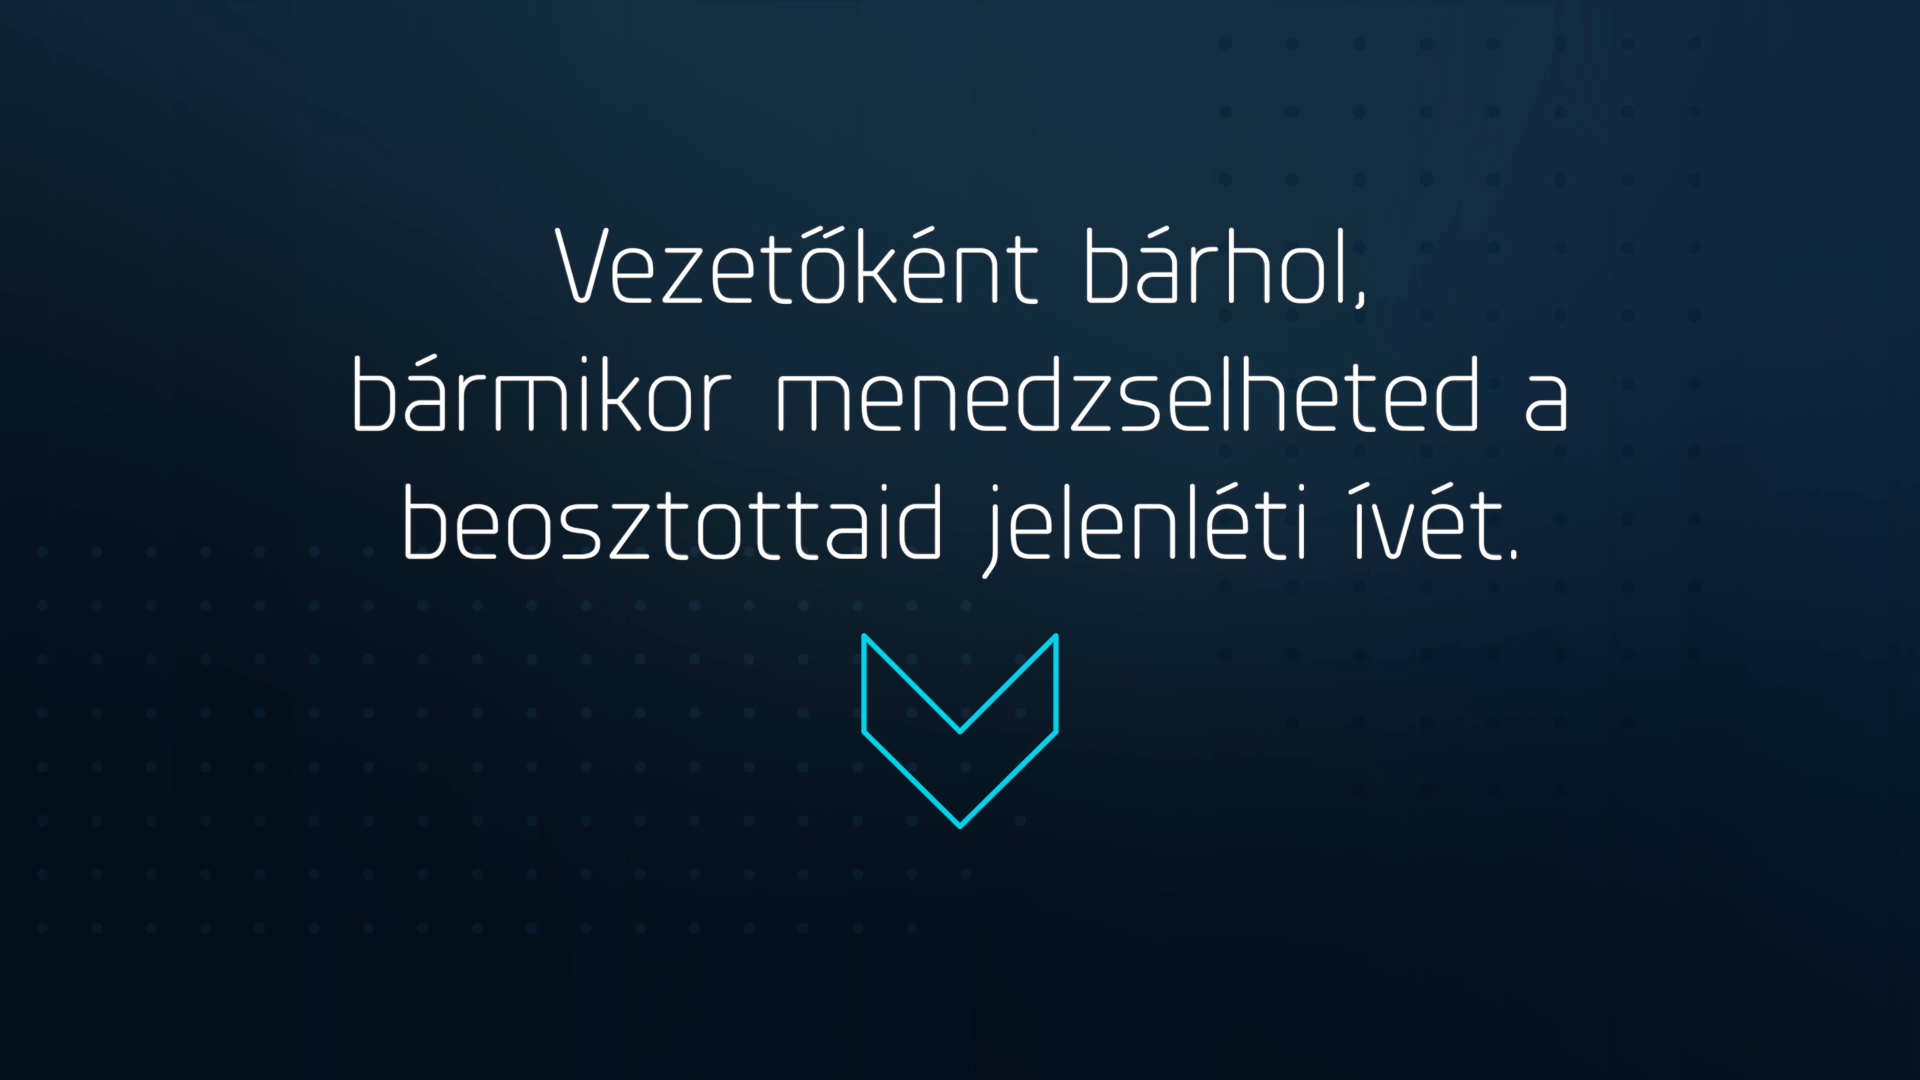 Vezetőként bárhol,
bármikor menedzselheted a
beosztottaid jelenléti ívét.